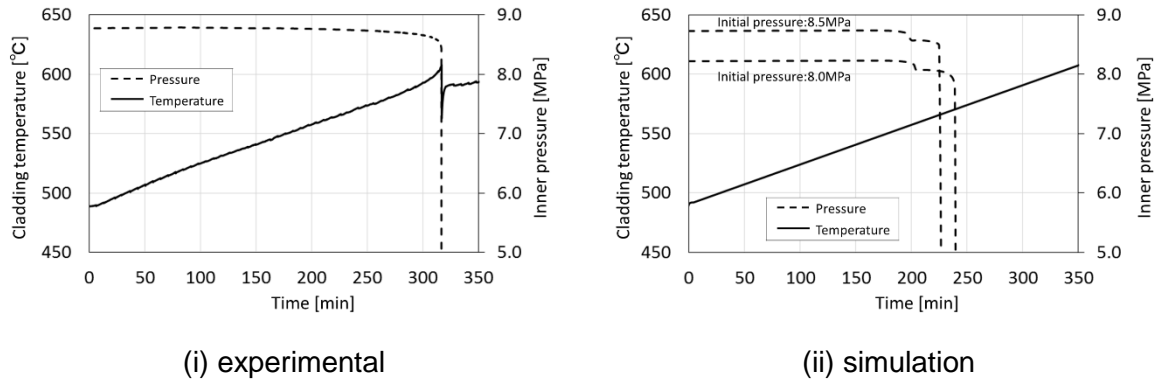 650
600
550
500
450
Cladding temperature [℃]
9.0
8.0
7.0
6.0
5.0
Inner pressure [MPa]
Pressure
Temperature
0 50 100 150 200 250 300 350
Time [min]
(i) experimental
650
600
550
500
450
Cladding temperature [℃]
9.0
8.0
7.0
6.0
5.0
Inner pressure [MPa]
Initial pressure:8.5MPa
Initial pressure:8.0MPa
Pressure
Temperature
0 50 100 150 200 250 300 350
Time [min]
(ii) simulation